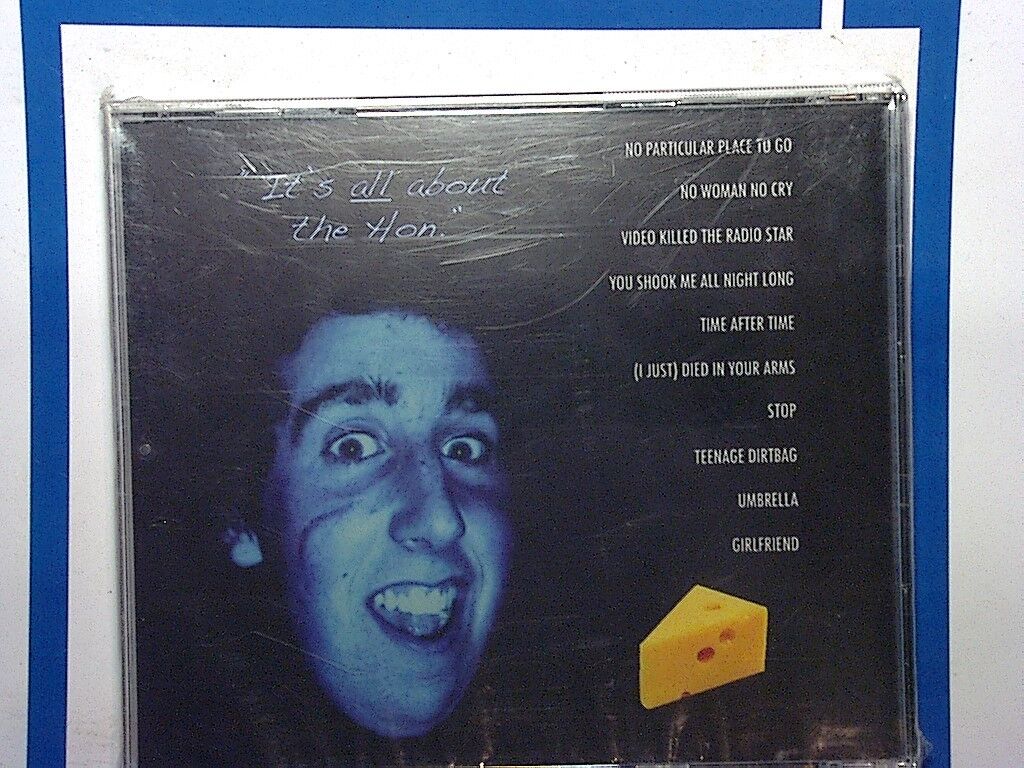 "It's all about
the Hon."
NO PARTICULAR PLACE TO GO
NO WOMAN NO CRY
VIDEO KILLED THE RADIO STAR
YOU SHOOK ME ALL NIGHT LONG
TIME AFTER TIME
(I JUST) DIED IN YOUR ARMS
STOP
TEENAGE DIRTBAG
UMBRELLA
GIRLFRIEND